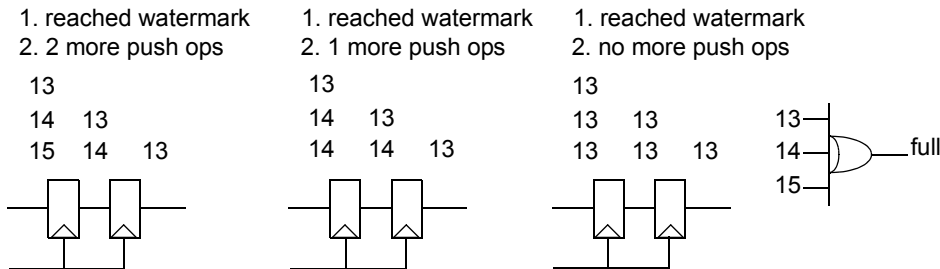 1. reached watermark
2. 2 more push ops
13
14 13
15 14 13
1. reached watermark
2. 1 more push ops
13
14 13
14 14 13
1. reached watermark
2. no more push ops
13
13 13
13 13 13
13
14
15
full